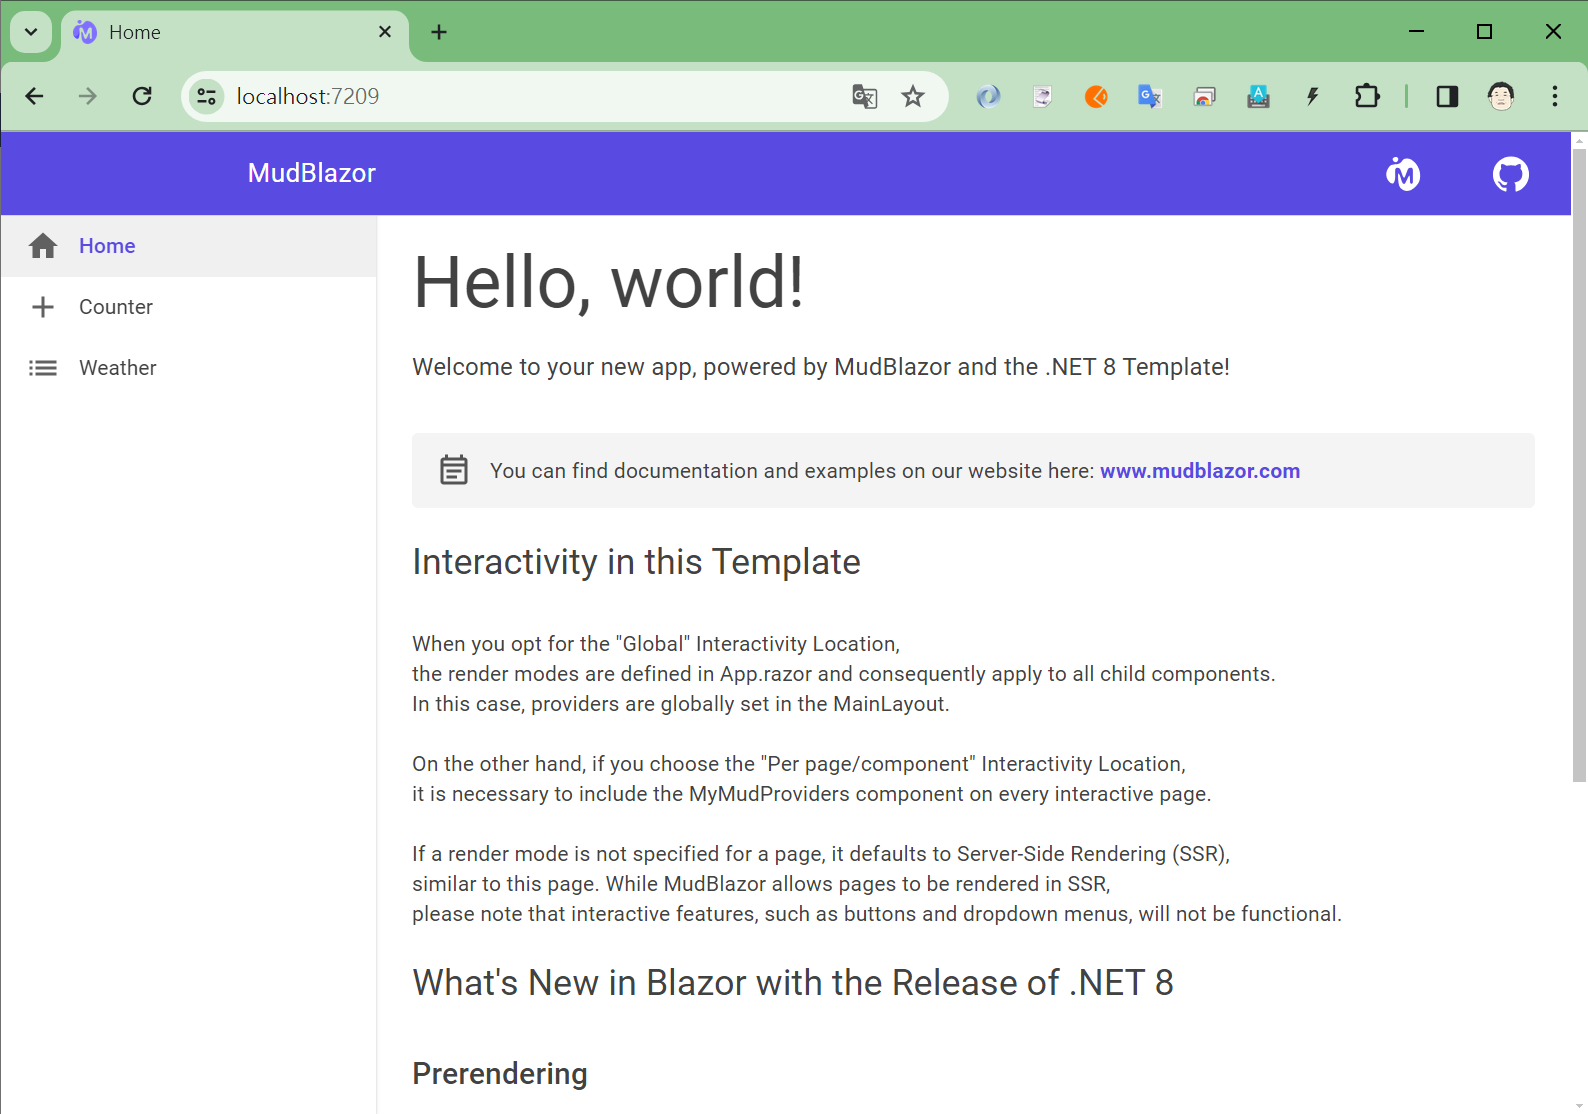 Home
localhost:7209
MudBlazor
Home
Counter
Weather
Hello, world!
Welcome to your new app, powered by MudBlazor and the .NET 8 Template!
You can find documentation and examples on our website here: www.mudblazor.com
Interactivity in this Template
When you opt for the "Global" Interactivity Location,
the render modes are defined in App.razor and consequently apply to all child components.
In this case, providers are globally set in the MainLayout.
On the other hand, if you choose the "Per page/component" Interactivity Location,
it is necessary to include the MyMudProviders component on every interactive page.
If a render mode is not specified for a page, it defaults to Server-Side Rendering (SSR),
similar to this page. While MudBlazor allows pages to be rendered in SSR,
please note that interactive features, such as buttons and dropdown menus, will not be functional.
What's New in Blazor with the Release of .NET 8
Prerendering